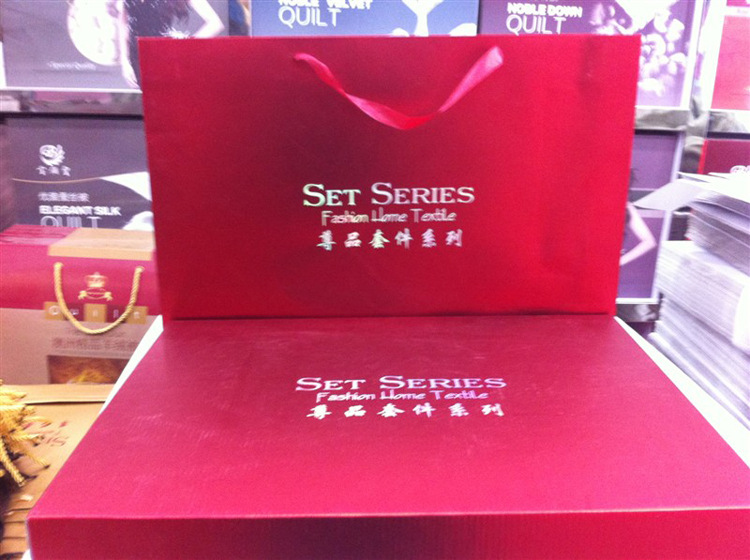 NOBLE VELVET
QUILT
NOBLE DOWN
QUILT
ELEGANT SILK
QUILT
SET SERIES
Fashion Home Textile
尊品套件系列
SET SERIES
Fashion Home Textile
尊品套件系列